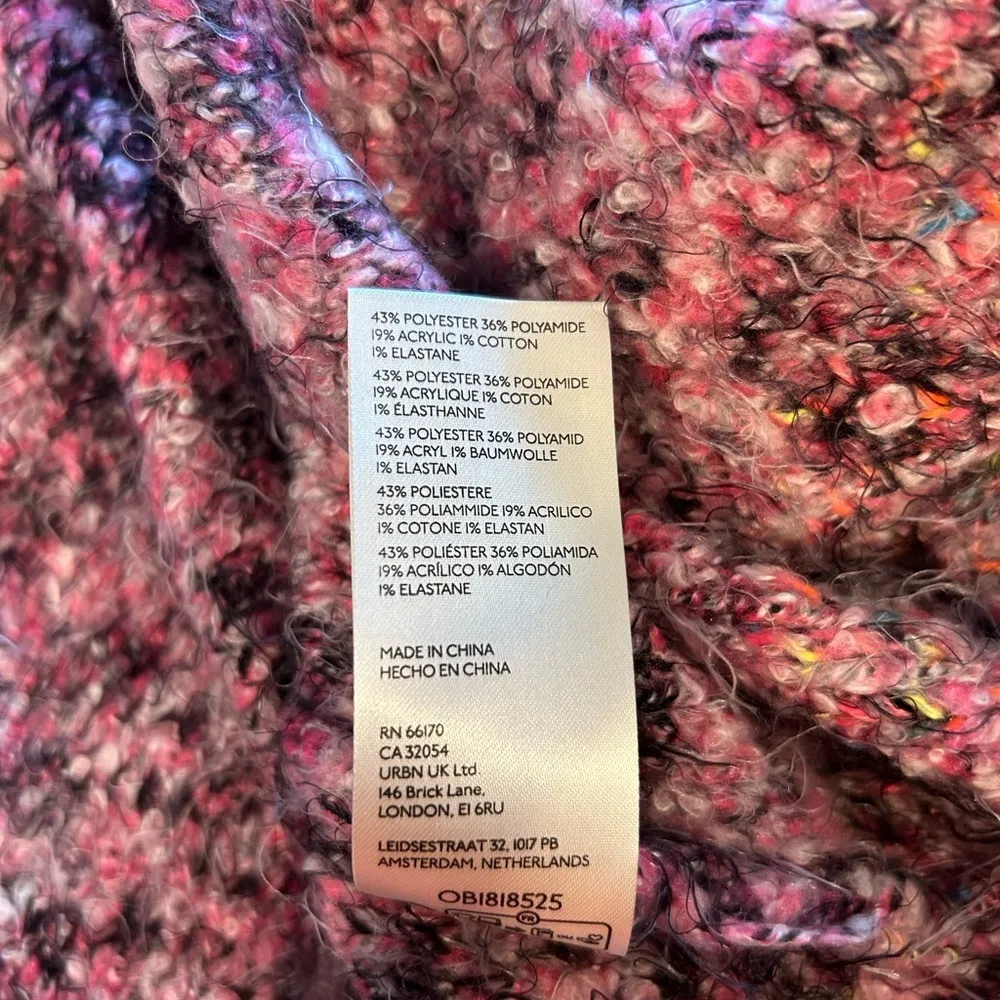 43% POLYESTER 36% POLYAMIDE
19% ACRYLIC 1% COTTON
1% ELASTANE
43% POLYESTER 36% POLYAMIDE
19% ACRYLIQUE 1% COTON
1% ÉLASTHANNE
43% POLYESTER 36% POLYAMID
19% ACRYL 1% BAUMWOLLE
1% ELASTAN
43% POLIESTERE
36% POLIAMMIDE 19% ACRILICO
1% COTONE 1% ELASTAN
43% POLIÉSTER 36% POLIAMIDA
19% ACRÍLICO 1% ALGODÓN
1% ELASTANE
MADE IN CHINA
HECHO EN CHINA
RN 66170
CA 32054
URBN UK Ltd.
146 Brick Lane,
LONDON, E1 6RU
LEIDSESTRAAT 32, 1017 PB
AMSTERDAM, NETHERLANDS
OB1818525
FR
OU